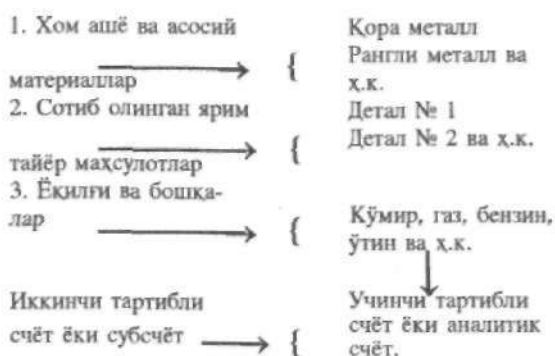 1. Хом ашё ва асосий
материаллар
{
Қора металл
Рангли металл ва
ҳ.к.
2. Сотиб олинган ярим
тайёр маҳсулотлар
{
Детал № 1
Детал № 2 ва ҳ.к.
3. Ёқилғи ва бошқа-
лар
{
Кўмир, газ, бензин,
ўтин ва ҳ.к.
Иккинчи тартибли
счёт ёки субсчёт
{
Учинчи тартибли
счёт ёки аналитик
счёт.